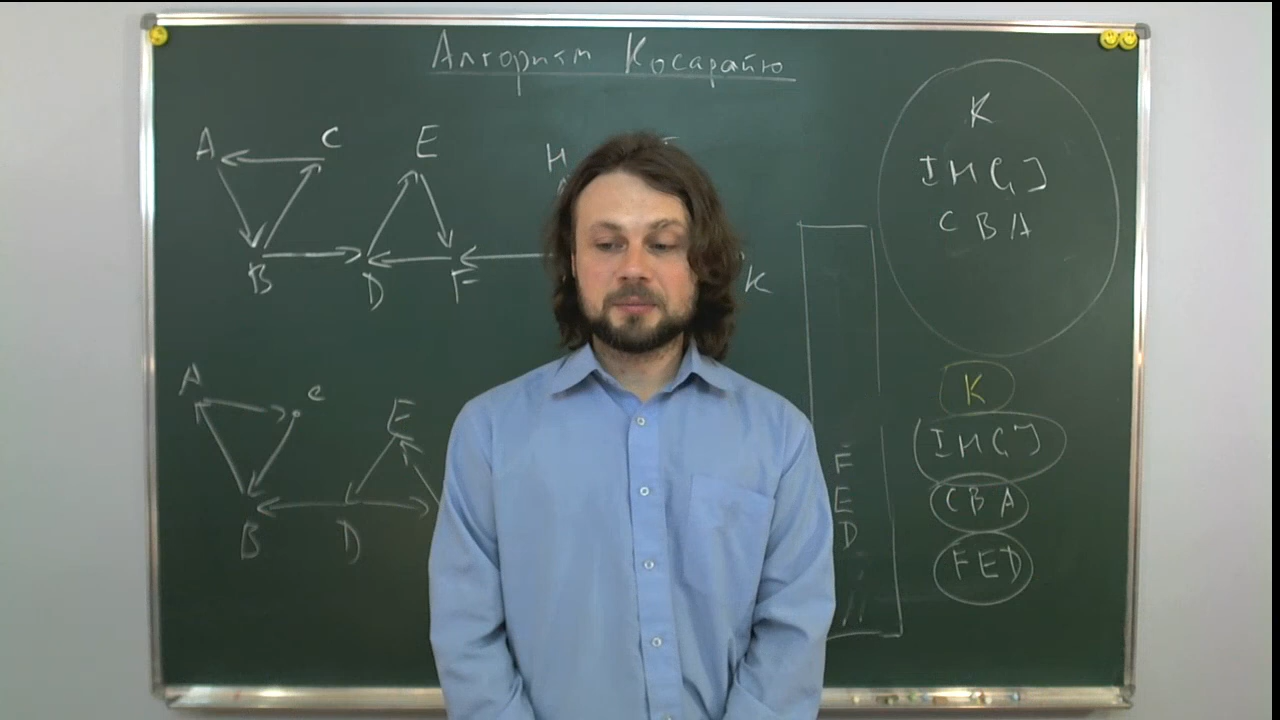 Алгоритм Косарайю
A C E H
B D F K
A C E
B D
F
E
D
K
I H G J
C B A
K
I H G J
C B A
F E D